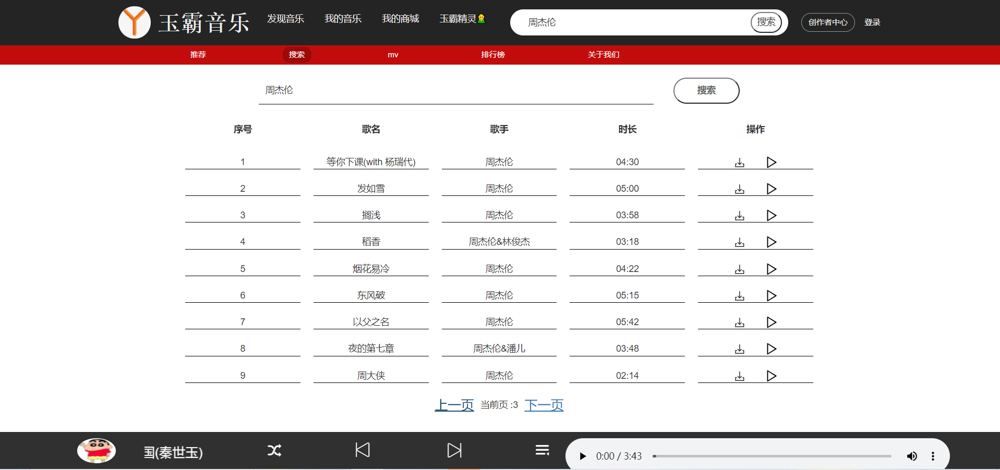 玉霸音乐 发现音乐 我的音乐 我的商城 玉霸精灵 周杰伦 搜索 创作者中心 登录
推荐 搜索 mv 排行榜 关于我们
周杰伦 搜索
序号 歌名 歌手 时长 操作
1 等你下课(with 杨瑞代) 周杰伦 04:30
2 发如雪 周杰伦 05:00
3 搁浅 周杰伦 03:58
4 稻香 周杰伦&林俊杰 03:18
5 烟花易冷 周杰伦 04:22
6 东风破 周杰伦 05:15
7 以父之名 周杰伦 05:42
8 夜的第七章 周杰伦&潘儿 03:48
9 周大侠 周杰伦 02:14
上一页 当前页 :3 下一页
国(秦世玉) 0:00 / 3:43